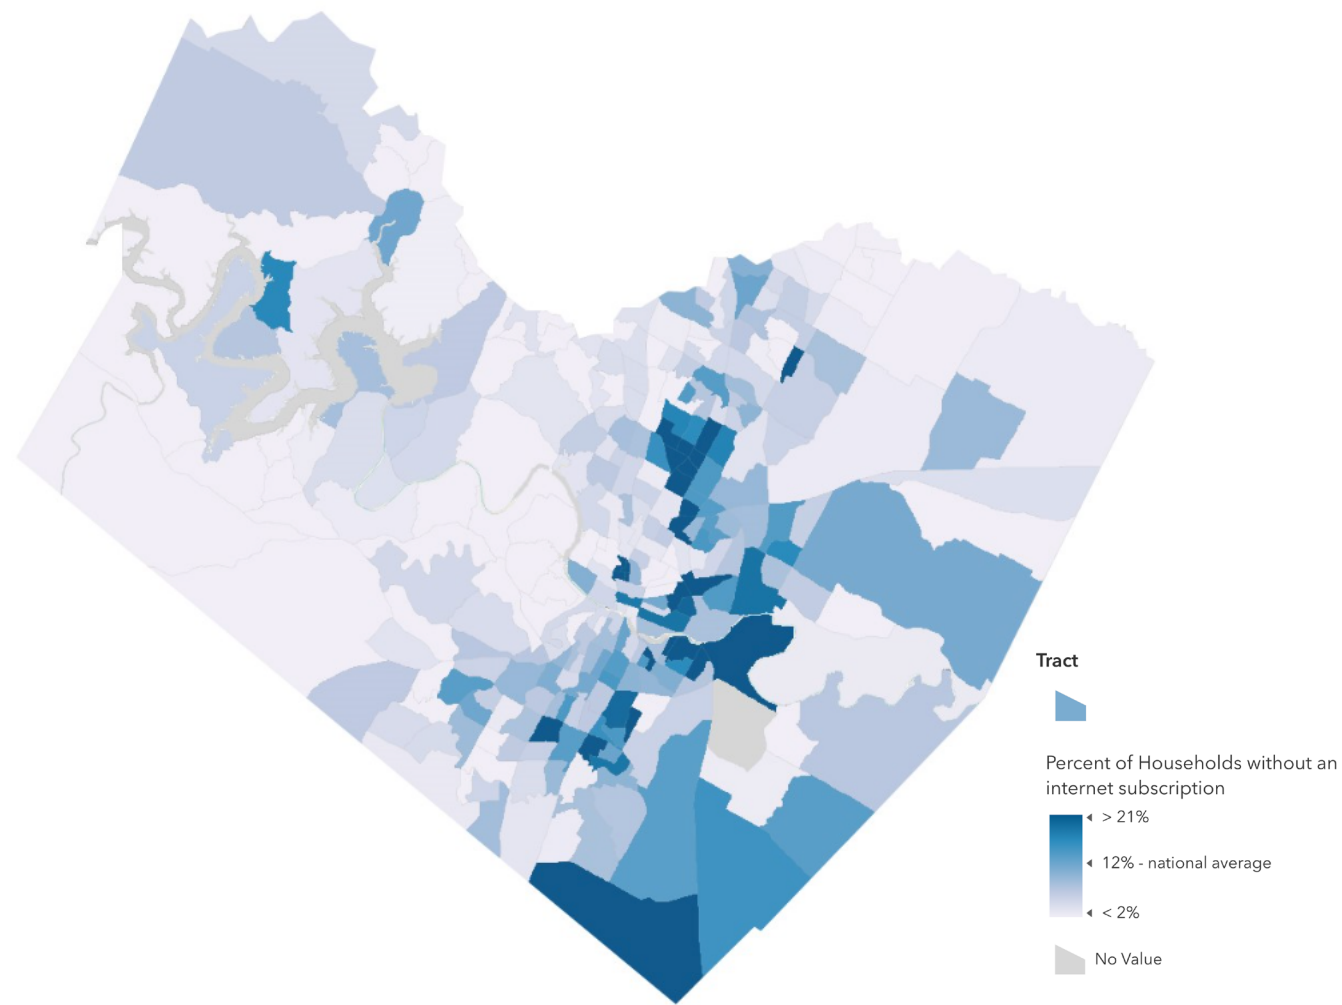 Tract
Percent of Households without an
internet subscription
> 21%
12% - national average
< 2%
No Value